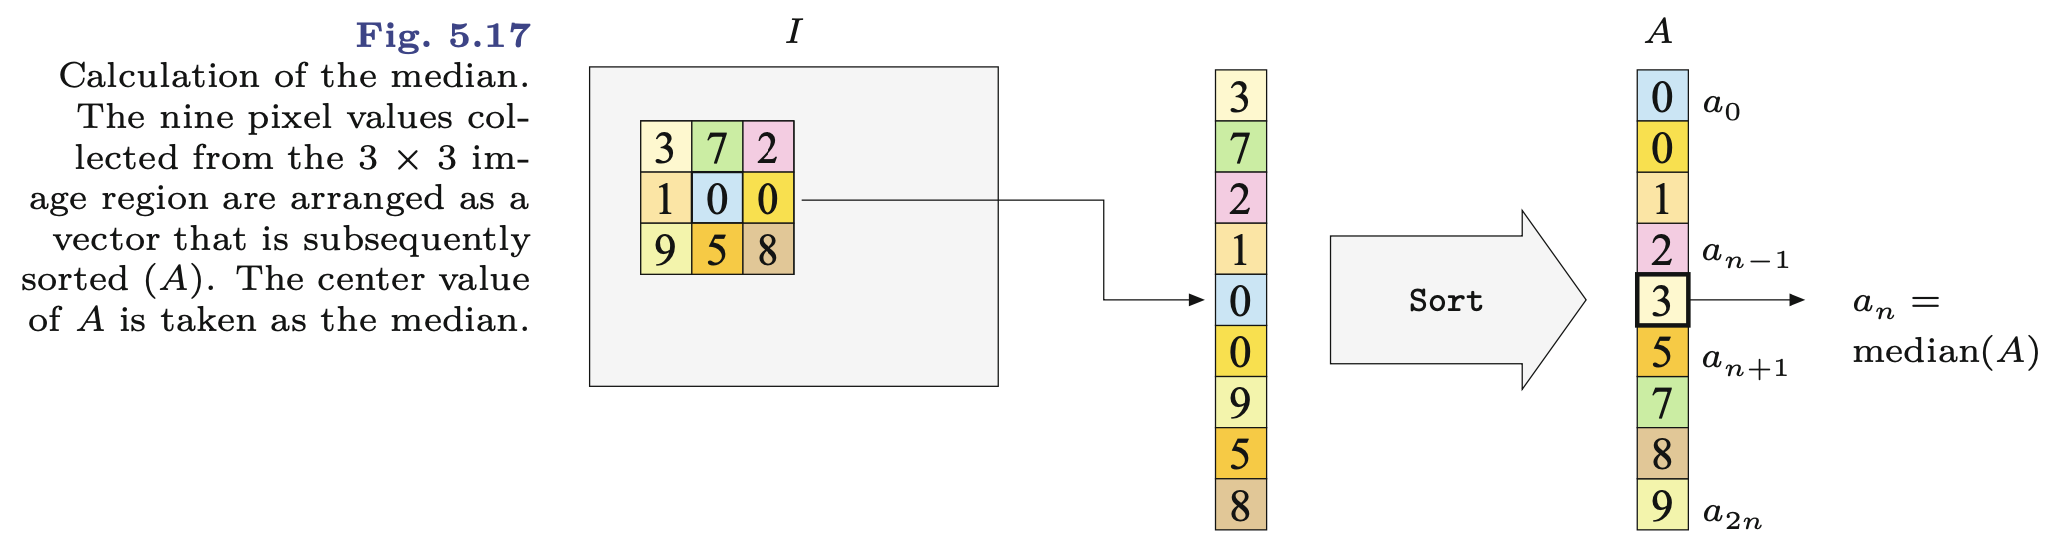 Fig. 5.17
Calculation of the median.
The nine pixel values col-
lected from the 3 × 3 im-
age region are arranged as a
vector that is subsequently
sorted (A). The center value
of A is taken as the median.
I
3 7 2
1 0 0
9 5 8
3
7
2
1
0
0
9
5
8
Sort
A
0 a₀
0
1
2 aₙ₋₁
3 aₙ =
median(A)
5 aₙ₊₁
7
8
9 a₂ₙ